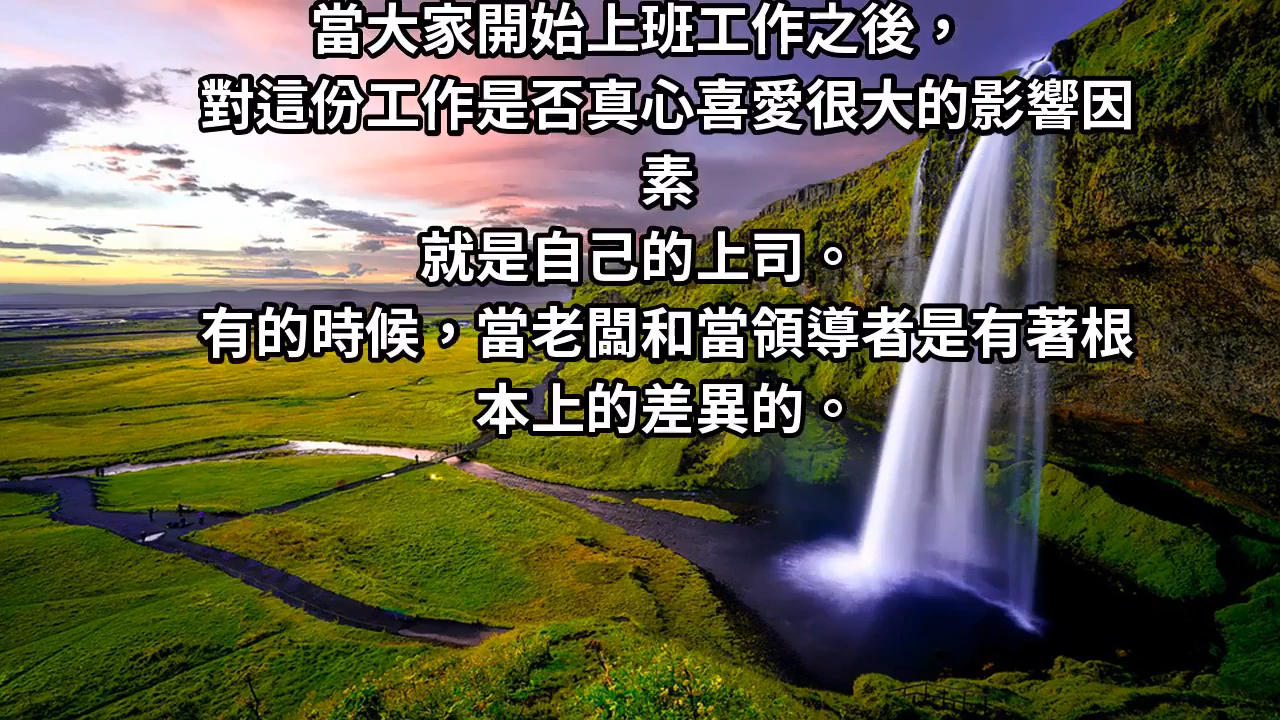 當大家開始上班工作之後，
對這份工作是否真心喜愛很大的影響因
素
就是自己的上司。
有的時候，當老闆和當領導者是有著根
本上的差異的。